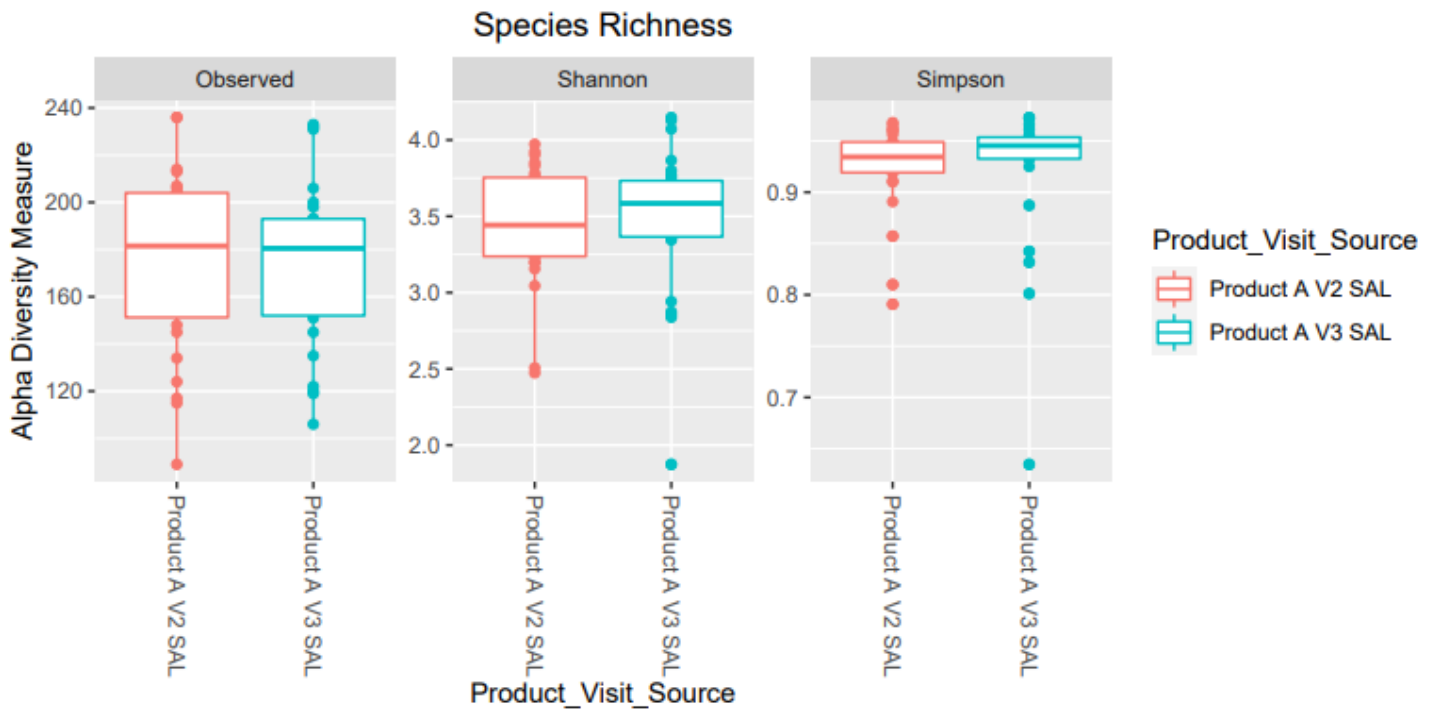 Species Richness
Observed
Shannon
Simpson
Alpha Diversity Measure
240
200
160
120
4.0
3.5
3.0
2.5
2.0
0.9
0.8
0.7
Product A V2 SAL
Product A V3 SAL
Product A V2 SAL
Product A V3 SAL
Product A V2 SAL
Product A V3 SAL
Product_Visit_Source
Product_Visit_Source
Product A V2 SAL
Product A V3 SAL